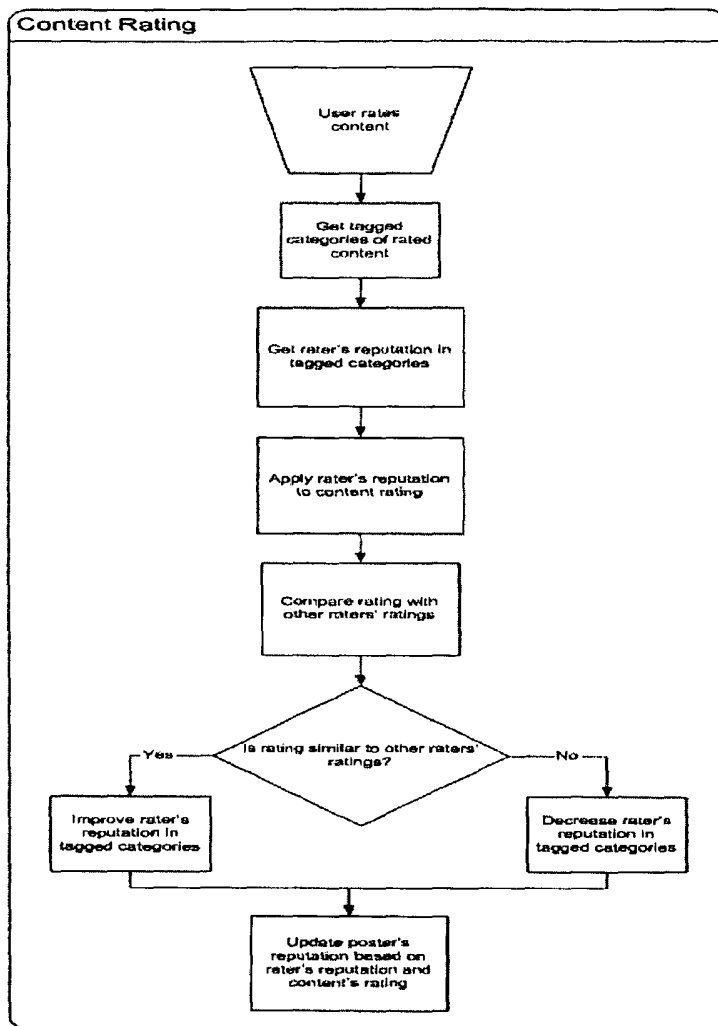 Content Rating
User rates
content
Get tagged
categories of rated
content
Get rater's reputation in
tagged categories
Apply rater's reputation
to content rating
Compare rating with
other raters' ratings
Is rating similar to other raters'
ratings?
Yes
No
Improve rater's
reputation in
tagged categories
Decrease rater's
reputation in
tagged categories
Update poster's
reputation based on
rater's reputation and
content's rating